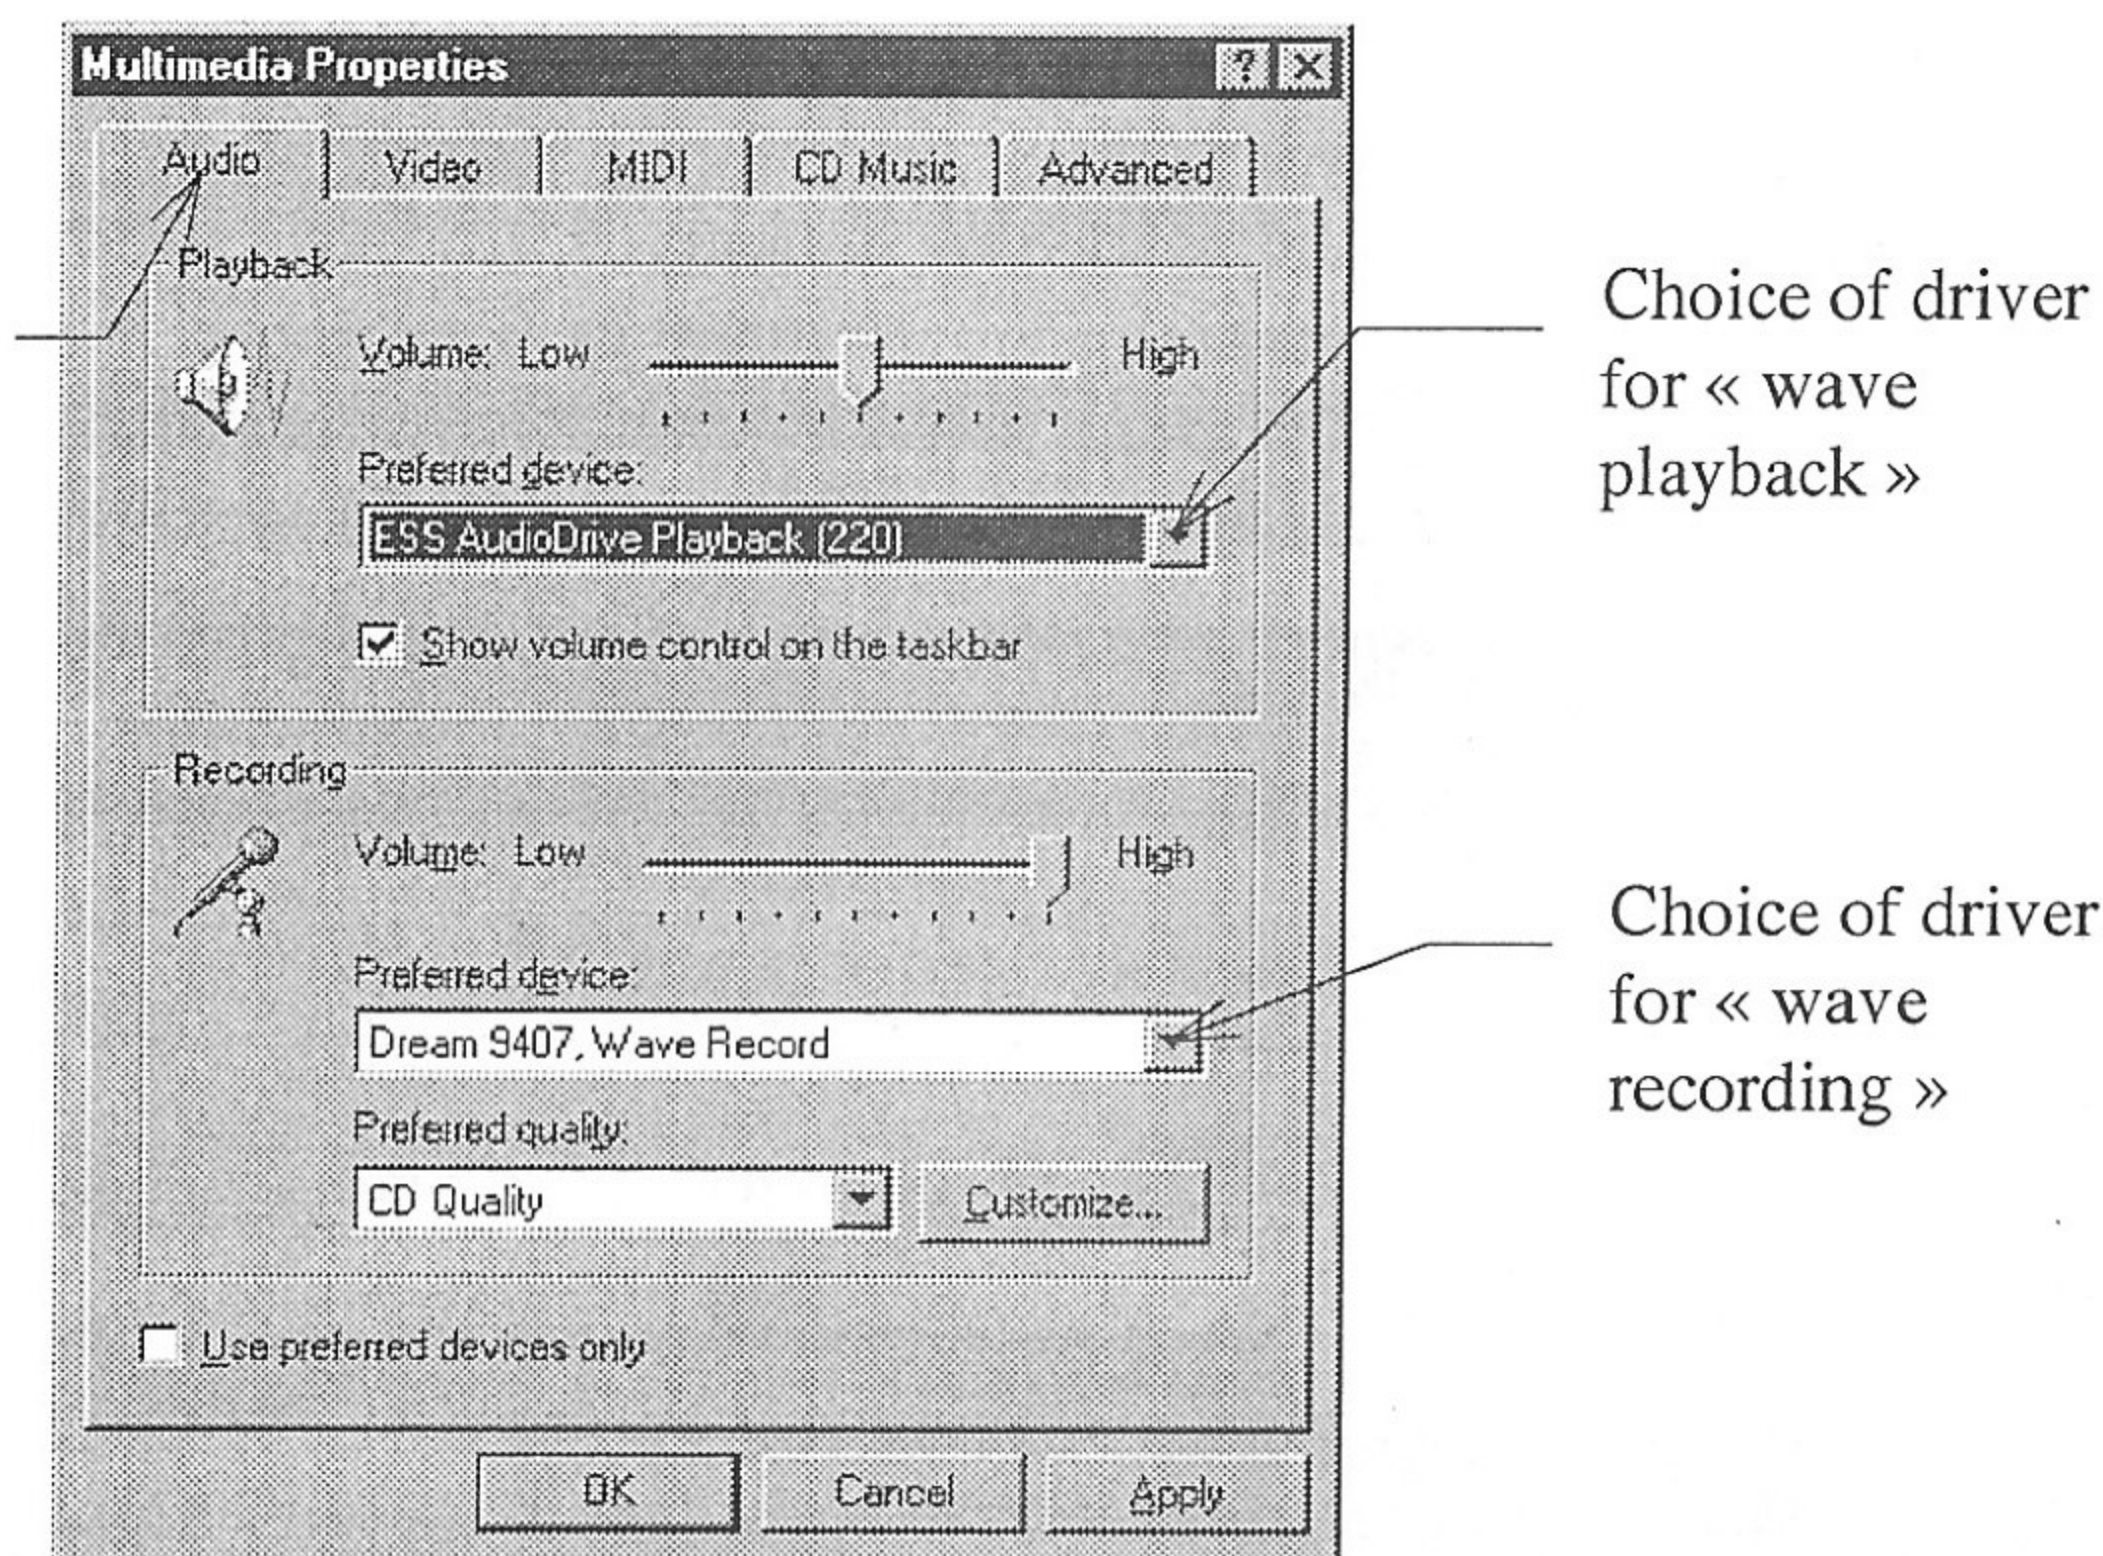 Multimedia Properties
Audio Video MIDI CD Music Advanced
Playback
Volume: Low High
Preferred device:
ESS AudioDrive Playback (220)
Show volume control on the taskbar
Choice of driver
for « wave
playback »
Recording
Volume: Low High
Preferred device:
Dream 9407, Wave Record
Preferred quality:
CD Quality Customize...
Choice of driver
for « wave
recording »
Use preferred devices only
OK Cancel Apply